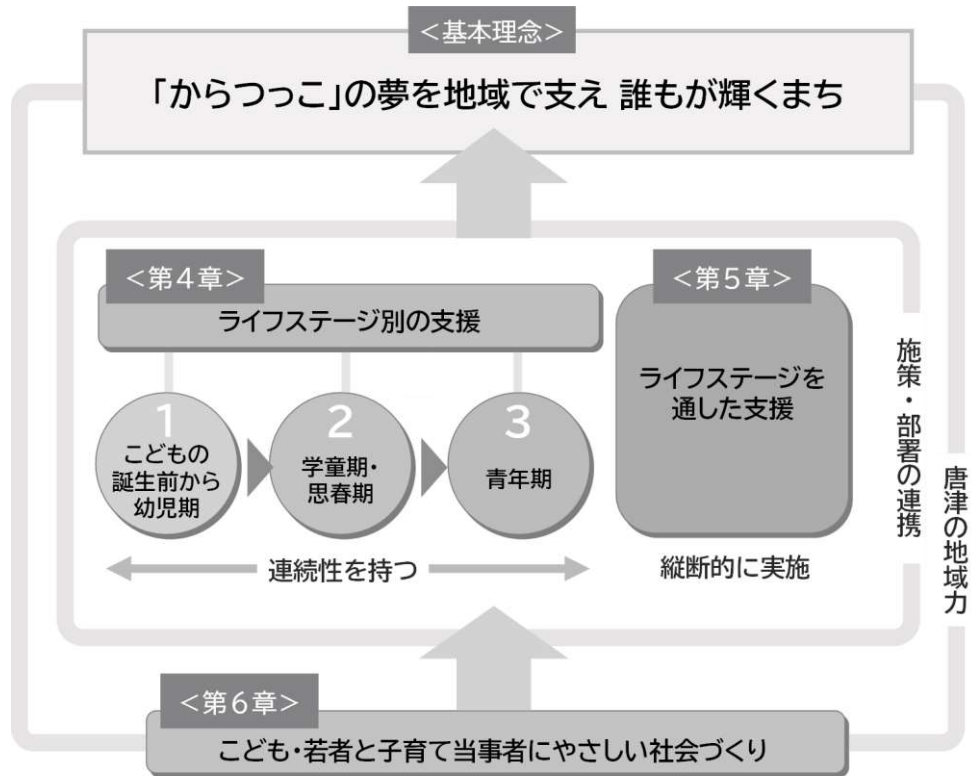 ＜基本理念＞
「からつっこ」の夢を地域で支え 誰もが輝くまち
＜第4章＞
ライフステージ別の支援
1
こどもの
誕生前から
幼児期
2
学童期・
思春期
3
青年期
連続性を持つ
＜第5章＞
ライフステージを
通した支援
縦断的に実施
施策・部署の連携
唐津の地域力
＜第6章＞
こども・若者と子育て当事者にやさしい社会づくり